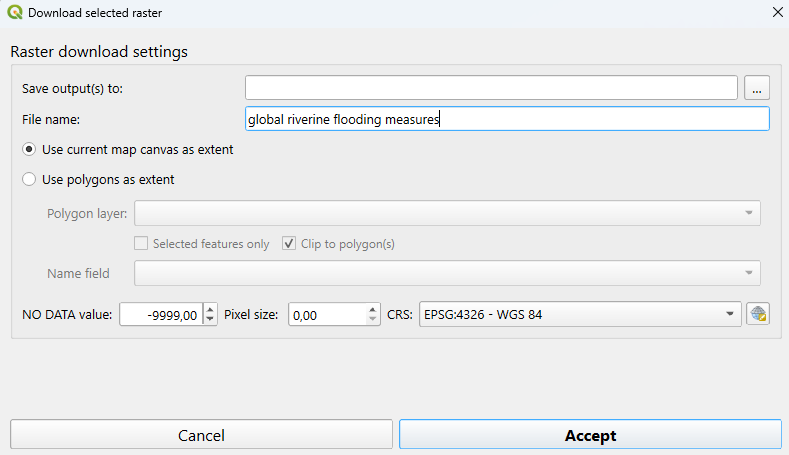 Download selected raster
Raster download settings
Save output(s) to:
...
File name:
global riverine flooding measures
Use current map canvas as extent
Use polygons as extent
Polygon layer:
Selected features only Clip to polygon(s)
Name field
NO DATA value: -9999,00 Pixel size: 0,00 CRS: EPSG:4326 - WGS 84
Cancel Accept